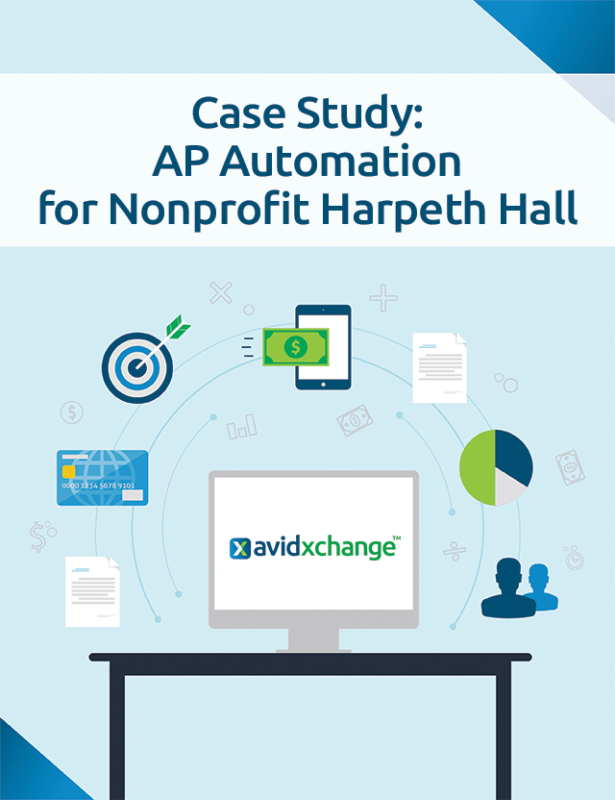 Case Study:
AP Automation
for Nonprofit Harpeth Hall
$
$
0000 1234 5678 9101
$
x avidxchange™